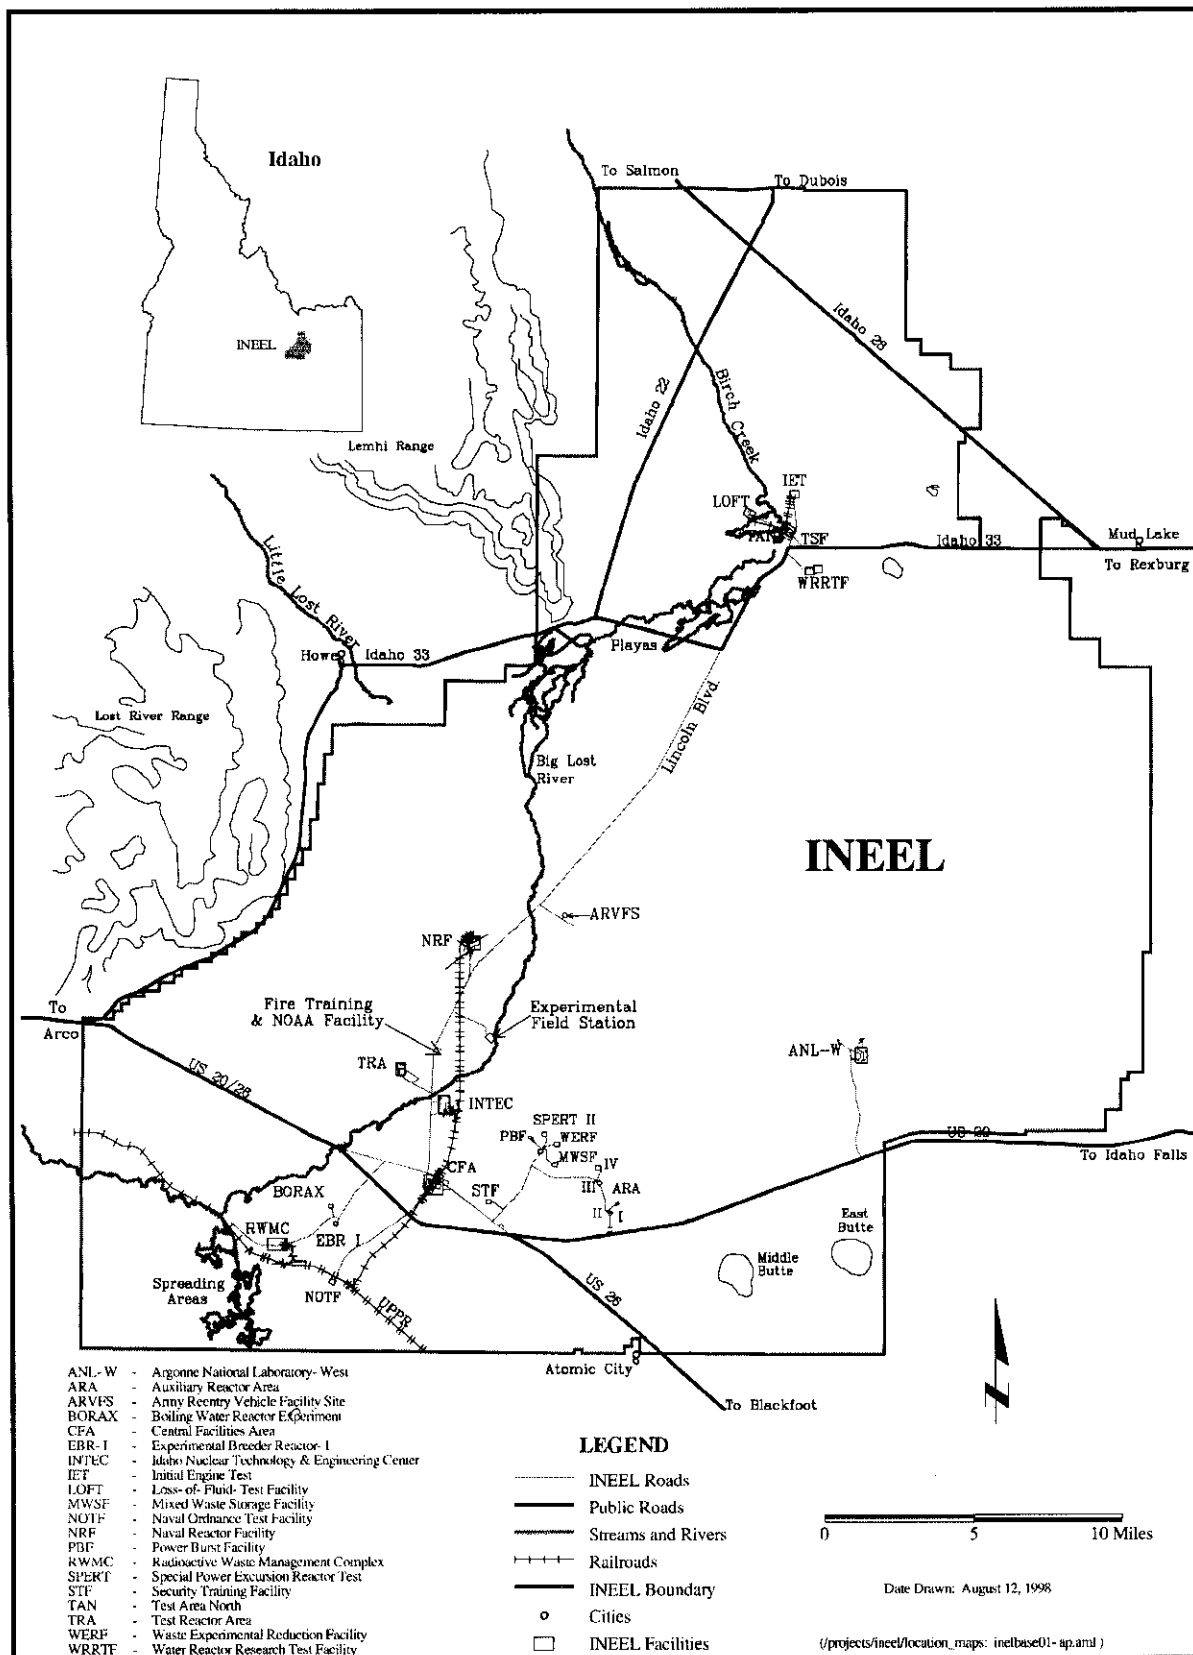 Idaho
To Salmon
To Dubois
INEEL
Idaho 28
Idaho 22
Birch Creek
Lemhi Range
IET
LOFT
TAN
TSF
Idaho 33
Mud Lake
To Rexburg
WRRTF
Little Lost River
Howe
Idaho 33
Playas
Lost River Range
Lincoln Blvd.
Big Lost
River
INEEL
ARVFS
NRF
To
Arco
Fire Training
& NOAA Facility
Experimental
Field Station
ANL-W
TRA
US 20/26
INTEC
SPERT II
PBF
WERF
MWSF
US 20
To Idaho Falls
CFA
IV
III
ARA
STF
BORAX
II
I
East
Butte
RWMC
EBR I
Middle
Butte
Spreading
Areas
NOTF
UPPR
US 26
Atomic City
To Blackfoot
N
ANL-W - Argonne National Laboratory-West
ARA - Auxiliary Reactor Area
ARVFS - Army Reentry Vehicle Facility Site
BORAX - Boiling Water Reactor Experiment
CFA - Central Facilities Area
EBR-I - Experimental Breeder Reactor-I
INTEC - Idaho Nuclear Technology & Engineering Center
IET - Initial Engine Test
LOFT - Loss-of-Fluid-Test Facility
MWSF - Mixed Waste Storage Facility
NOTF - Naval Ordnance Test Facility
NRF - Naval Reactor Facility
PBF - Power Burst Facility
RWMC - Radioactive Waste Management Complex
SPERT - Special Power Excursion Reactor Test
STF - Security Training Facility
TAN - Test Area North
TRA - Test Reactor Area
WERF - Waste Experimental Reduction Facility
WRRTF - Water Reactor Research Test Facility
LEGEND
INEEL Roads
Public Roads
Streams and Rivers
Railroads
INEEL Boundary
Cities
INEEL Facilities
0 5 10 Miles
Date Drawn: August 12, 1998
(/projects/ineel/location_maps: inelbase01-ap.aml )